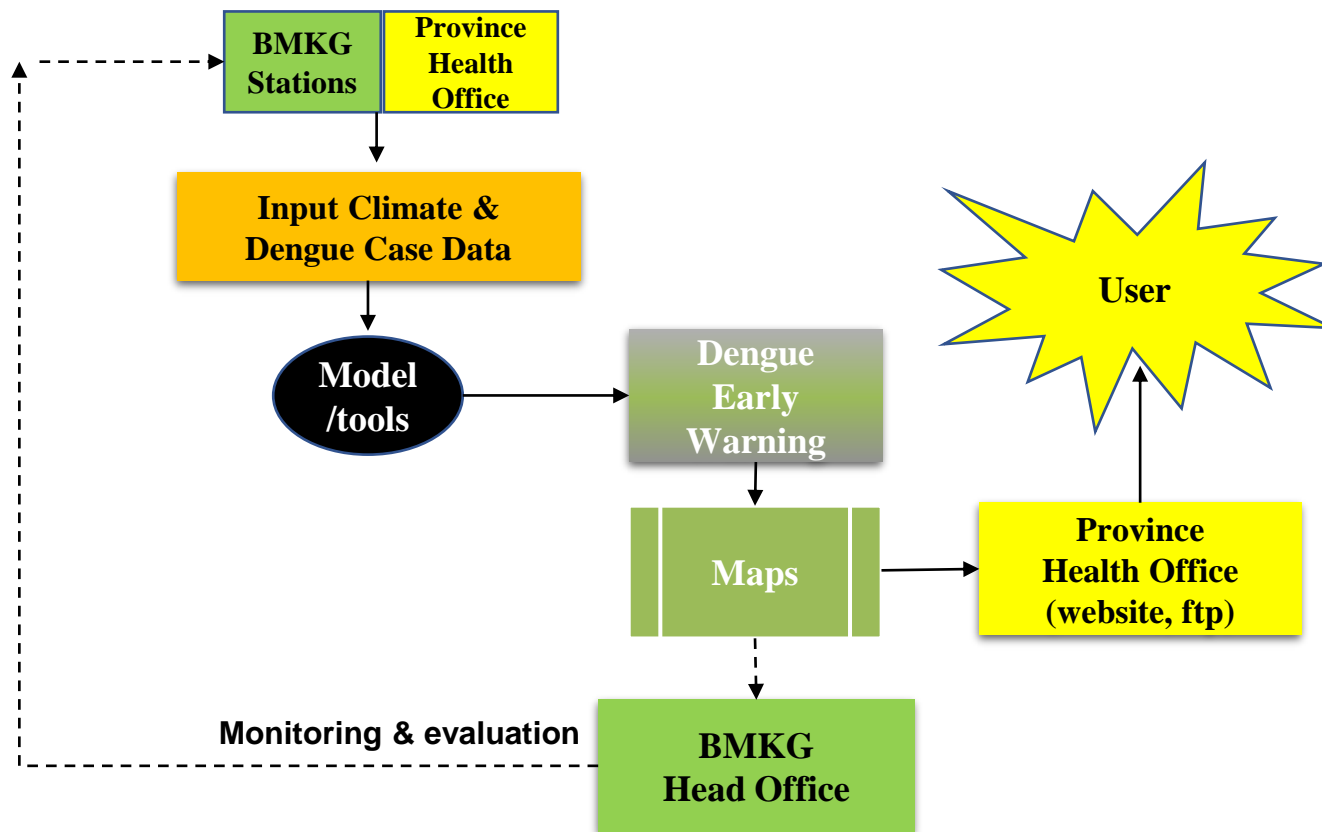 BMKG
Stations
Province
Health
Office
Input Climate &
Dengue Case Data
Model
/tools
Dengue
Early
Warning
User
Maps
Province
Health Office
(website, ftp)
Monitoring & evaluation
BMKG
Head Office